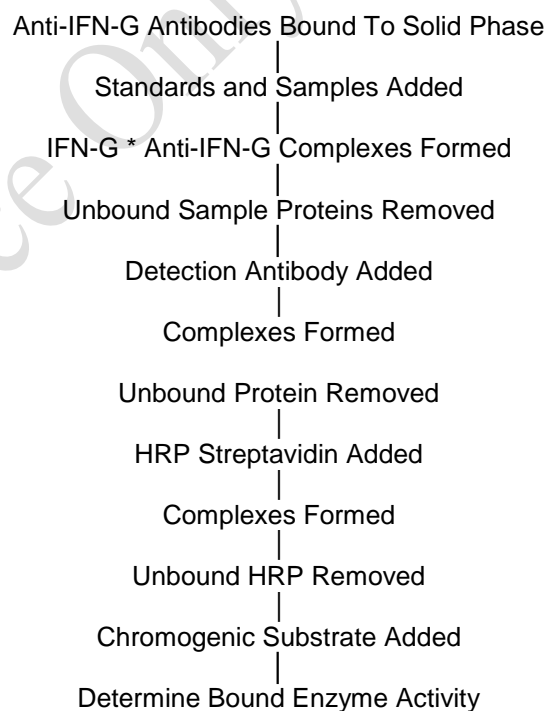 Anti-IFN-G Antibodies Bound To Solid Phase
Standards and Samples Added
IFN-G * Anti-IFN-G Complexes Formed
Unbound Sample Proteins Removed
Detection Antibody Added
Complexes Formed
Unbound Protein Removed
HRP Streptavidin Added
Complexes Formed
Unbound HRP Removed
Chromogenic Substrate Added
Determine Bound Enzyme Activity